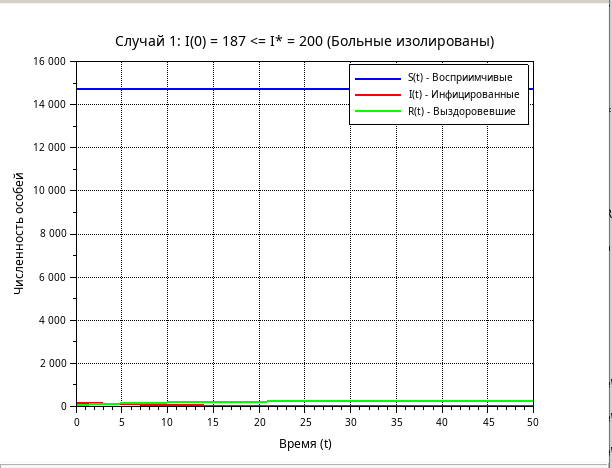 Случай 1: I(0) = 187 <= I* = 200 (Больные изолированы)
16 000
14 000
12 000
10 000
8 000
6 000
4 000
2 000
0
Численность особей
S(t) - Восприимчивые
I(t) - Инфицированные
R(t) - Выздоровевшие
0 5 10 15 20 25 30 35 40 45 50
Время (t)